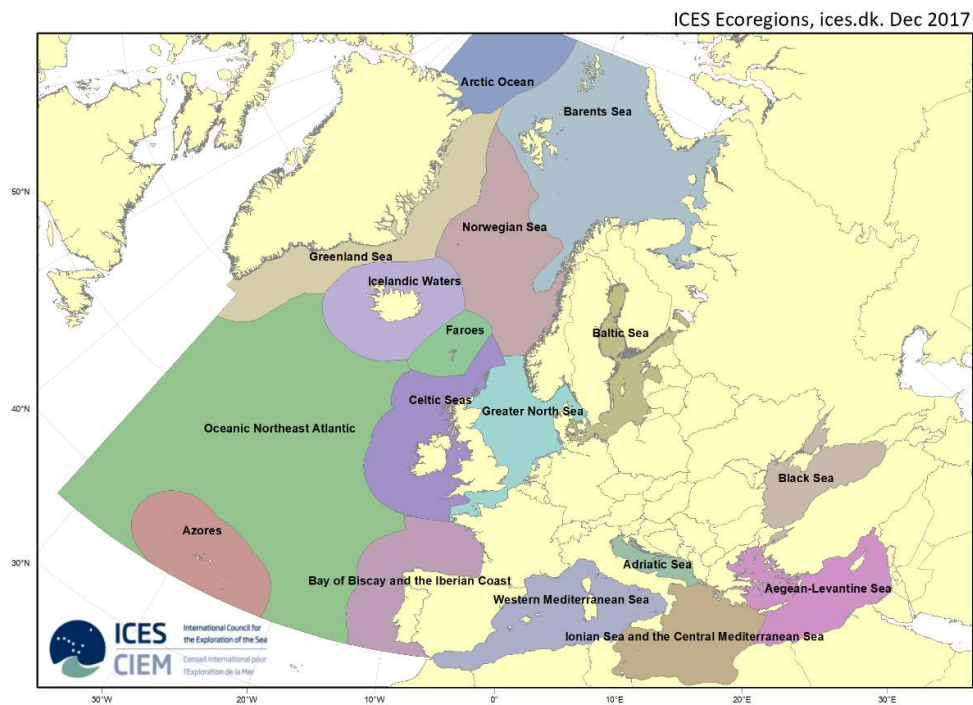 ICES Ecoregions, ices.dk. Dec 2017
Arctic Ocean
Barents Sea
50°N
Norwegian Sea
Greenland Sea
Icelandic Waters
Faroes
Baltic Sea
40°N
Celtic Seas
Greater North Sea
Oceanic Northeast Atlantic
Black Sea
Azores
30°N
Adriatic Sea
Bay of Biscay and the Iberian Coast
Aegean-Levantine Sea
Western Mediterranean Sea
Ionian Sea and the Central Mediterranean Sea
ICES
International Council for
the Exploration of the Sea
CIEM
Conseil International pour
l'Exploration de la Mer
30°W
20°W
10°W
0°
10°E
20°E
30°E